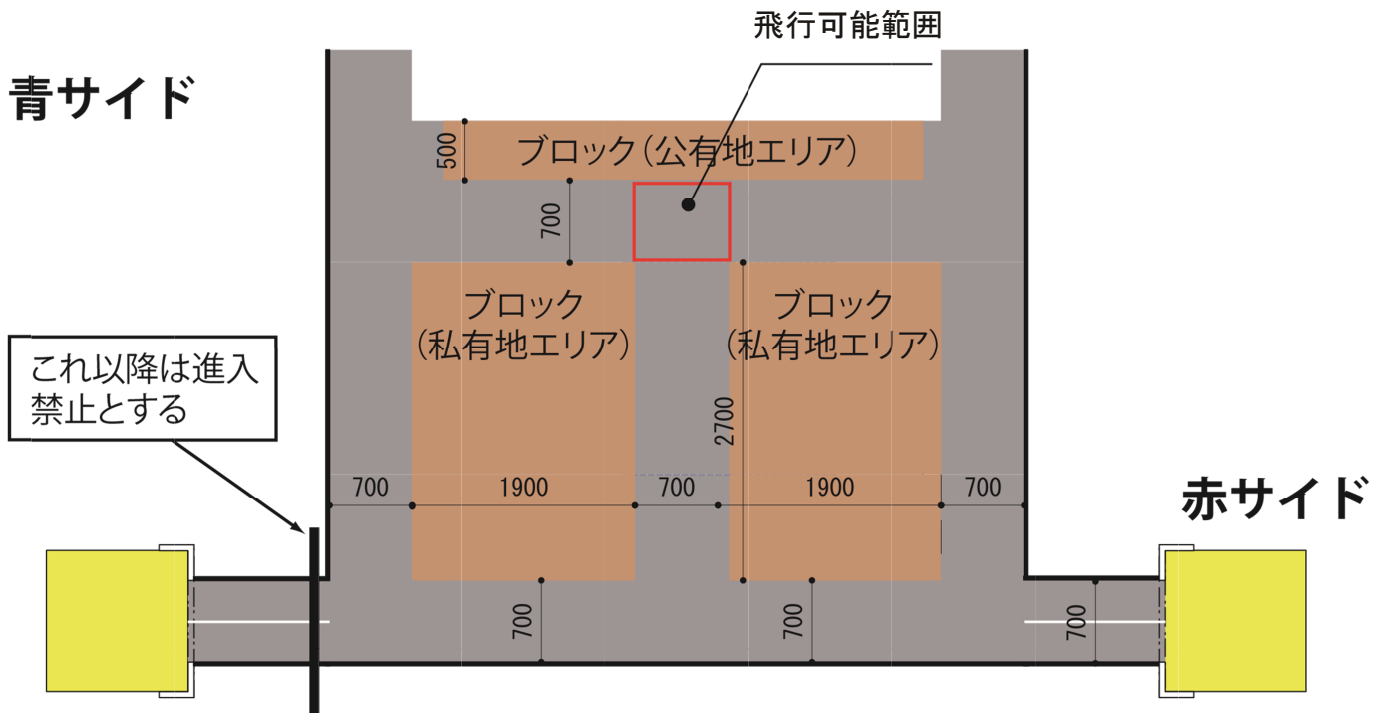 飛行可能範囲
青サイド
500
ブロック(公有地エリア)
700
ブロック
(私有地エリア)
ブロック
(私有地エリア)
これ以降は進入
禁止とする
2700
700
1900
700
1900
700
赤サイド
700
700
700